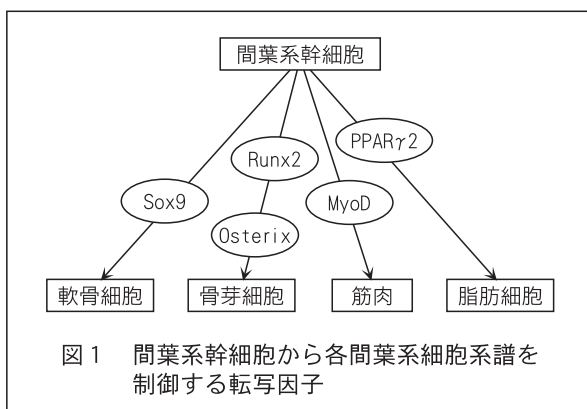 間葉系幹細胞
PPARγ2
Runx2
Sox9
MyoD
Osterix
軟骨細胞
骨芽細胞
筋肉
脂肪細胞
図1 間葉系幹細胞から各間葉系細胞系譜を
制御する転写因子